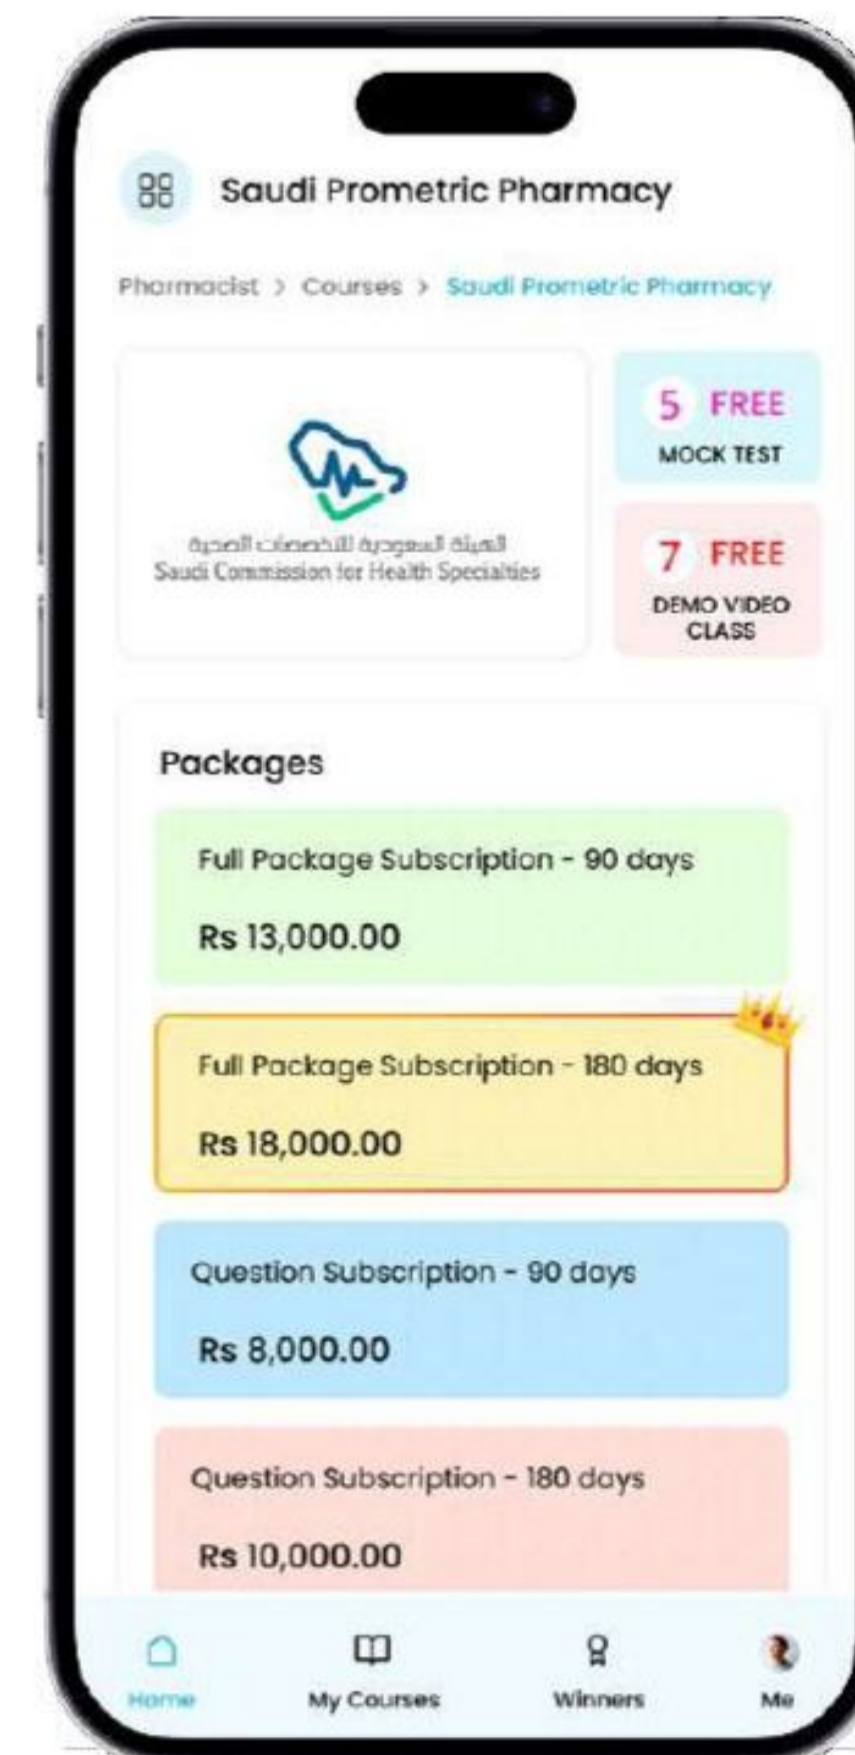 Saudi Prometric Pharmacy
Pharmacist > Courses > Saudi Prometric Pharmacy
5 FREE
MOCK TEST
الهيئة السعودية للتخصصات الصحية
Saudi Commission for Health Specialties
7 FREE
DEMO VIDEO
CLASS
Packages
Full Package Subscription - 90 days
Rs 13,000.00
Full Package Subscription - 180 days
Rs 18,000.00
Question Subscription - 90 days
Rs 8,000.00
Question Subscription - 180 days
Rs 10,000.00
Home My Courses Winners Me